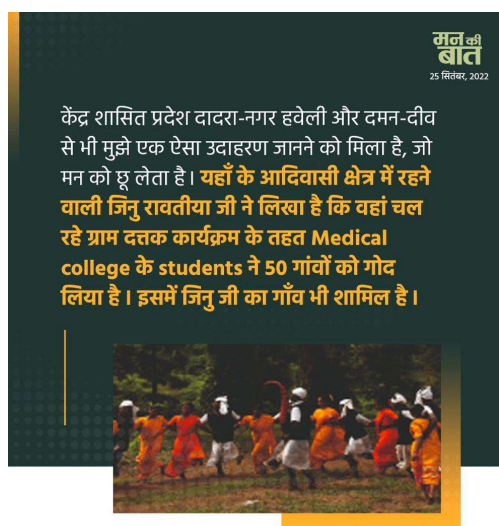 मन की
बात
25 सितंबर, 2022
केंद्र शासित प्रदेश दादरा-नगर हवेली और दमन-दीव
से भी मुझे एक ऐसा उदाहरण जानने को मिला है, जो
मन को छू लेता है। यहाँ के आदिवासी क्षेत्र में रहने
वाली जिनु रावतीया जी ने लिखा है कि वहां चल
रहे ग्राम दत्तक कार्यक्रम के तहत Medical
college के students ने 50 गांवों को गोद
लिया है। इसमें जिनु जी का गाँव भी शामिल है।